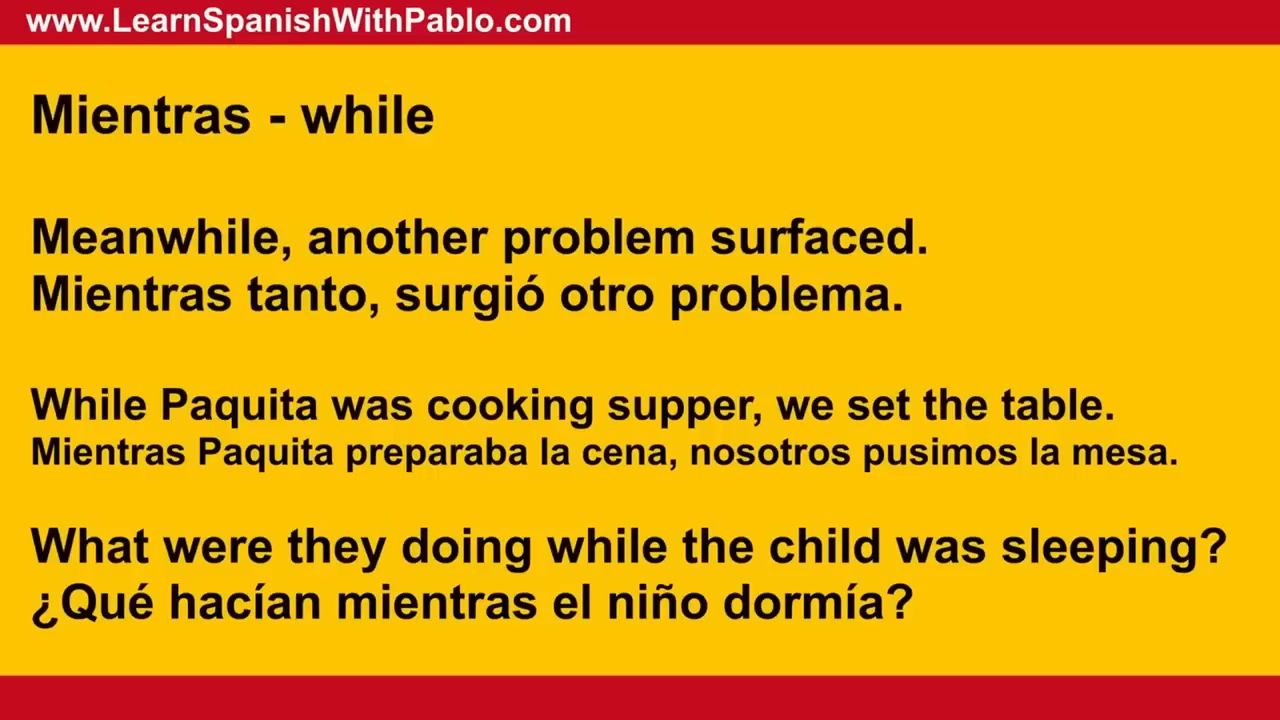 www.LearnSpanishWithPablo.com
Mientras - while
Meanwhile, another problem surfaced.
Mientras tanto, surgió otro problema.
While Paquita was cooking supper, we set the table.
Mientras Paquita preparaba la cena, nosotros pusimos la mesa.
What were they doing while the child was sleeping?
¿Qué hacían mientras el niño dormía?